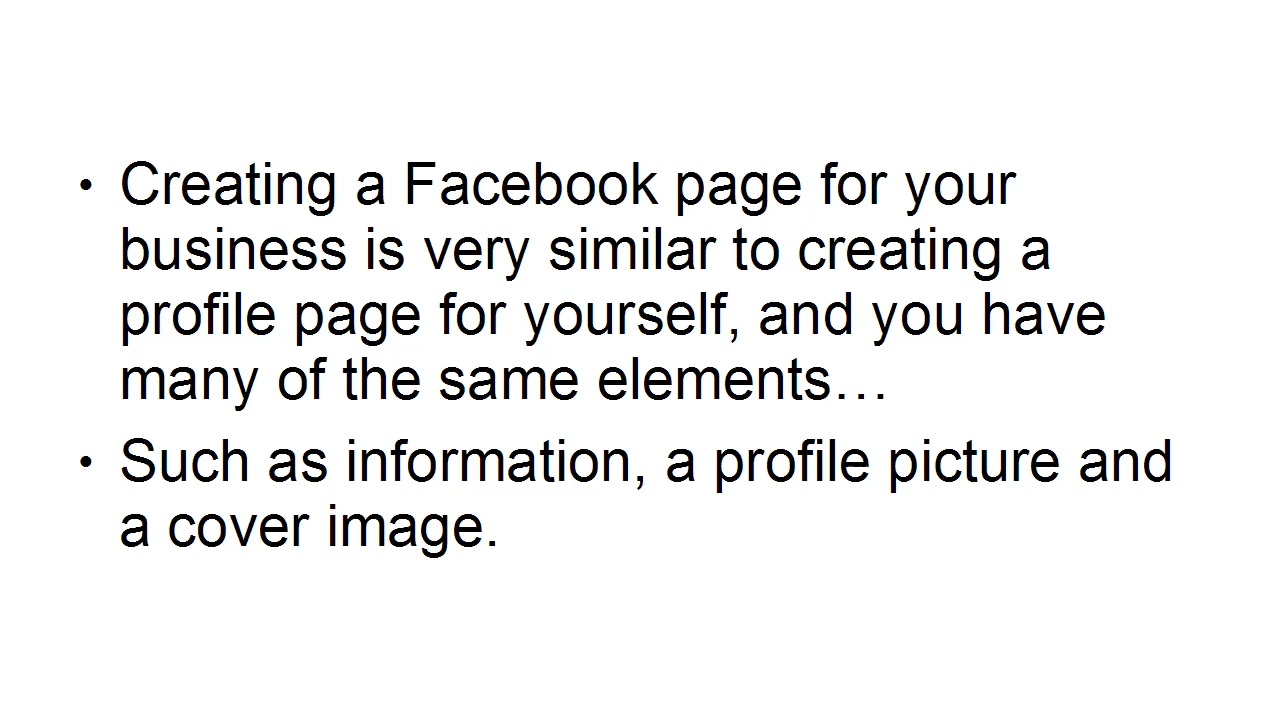 • Creating a Facebook page for your
business is very similar to creating a
profile page for yourself, and you have
many of the same elements…
• Such as information, a profile picture and
a cover image.